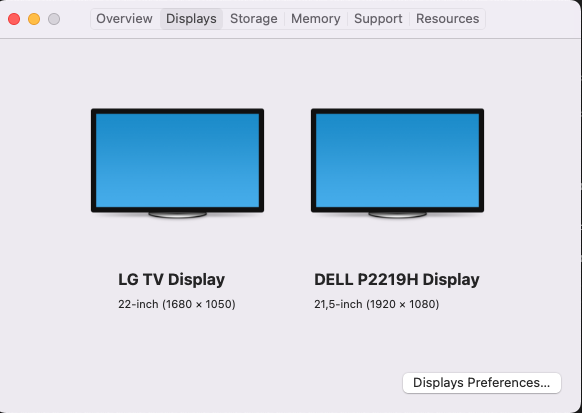 Overview Displays Storage Memory Support Resources
LG TV Display
22-inch (1680 × 1050)
DELL P2219H Display
21,5-inch (1920 × 1080)
Displays Preferences...